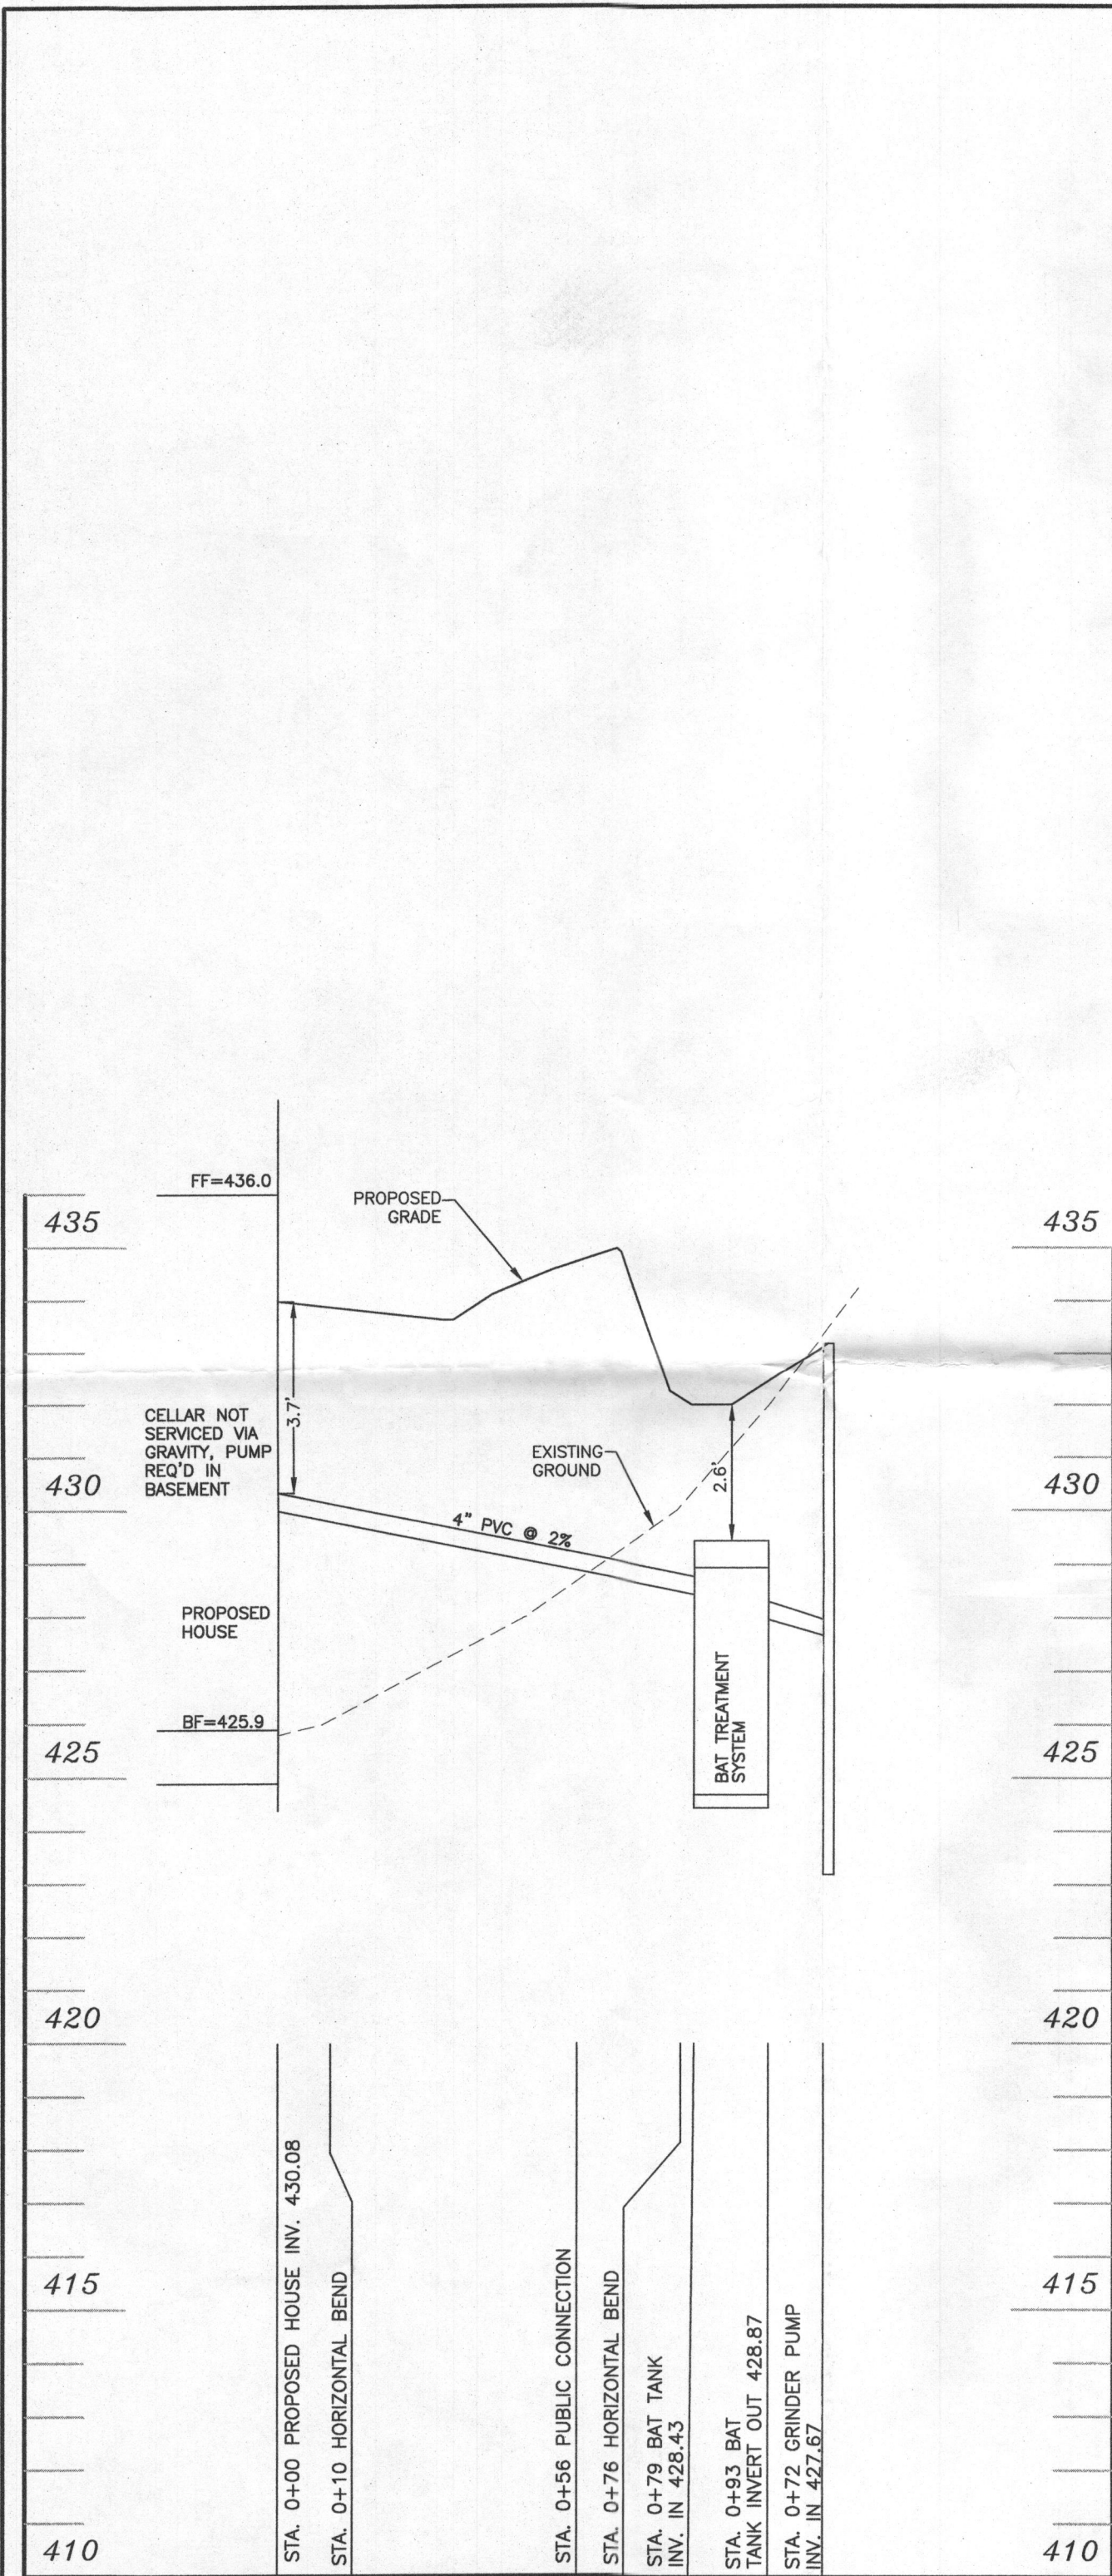 FF=436.0
PROPOSED
GRADE
435
435
3.7'
CELLAR NOT
SERVICED VIA
GRAVITY, PUMP
REQ'D IN
BASEMENT
EXISTING
GROUND
2.6'
430
430
4" PVC @ 2%
PROPOSED
HOUSE
BAT TREATMENT
SYSTEM
BF=425.9
425
425
420
420
STA. 0+00 PROPOSED HOUSE INV. 430.08
STA. 0+10 HORIZONTAL BEND
STA. 0+56 PUBLIC CONNECTION
STA. 0+76 HORIZONTAL BEND
STA. 0+79 BAT TANK
INV. IN 428.43
STA. 0+93 BAT
TANK INVERT OUT 428.87
STA. 0+72 GRINDER PUMP
INV. IN 427.67
415
415
410
410